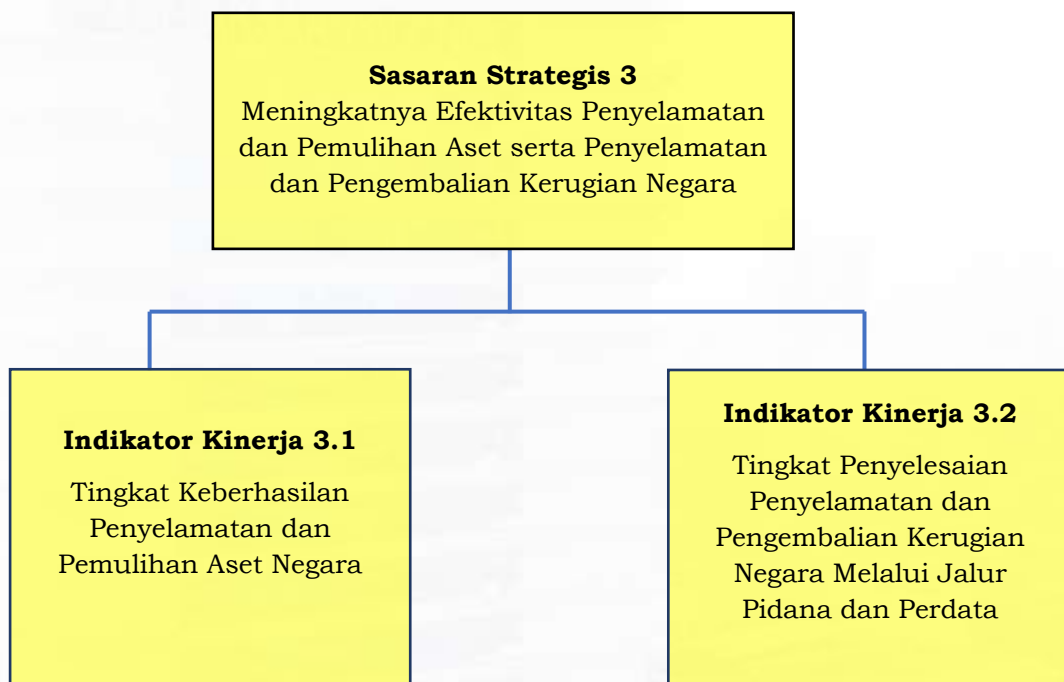 Sasaran Strategis 3
Meningkatnya Efektivitas Penyelamatan
dan Pemulihan Aset serta Penyelamatan
dan Pengembalian Kerugian Negara
Indikator Kinerja 3.1
Tingkat Keberhasilan
Penyelamatan dan
Pemulihan Aset Negara
Indikator Kinerja 3.2
Tingkat Penyelesaian
Penyelamatan dan
Pengembalian Kerugian
Negara Melalui Jalur
Pidana dan Perdata